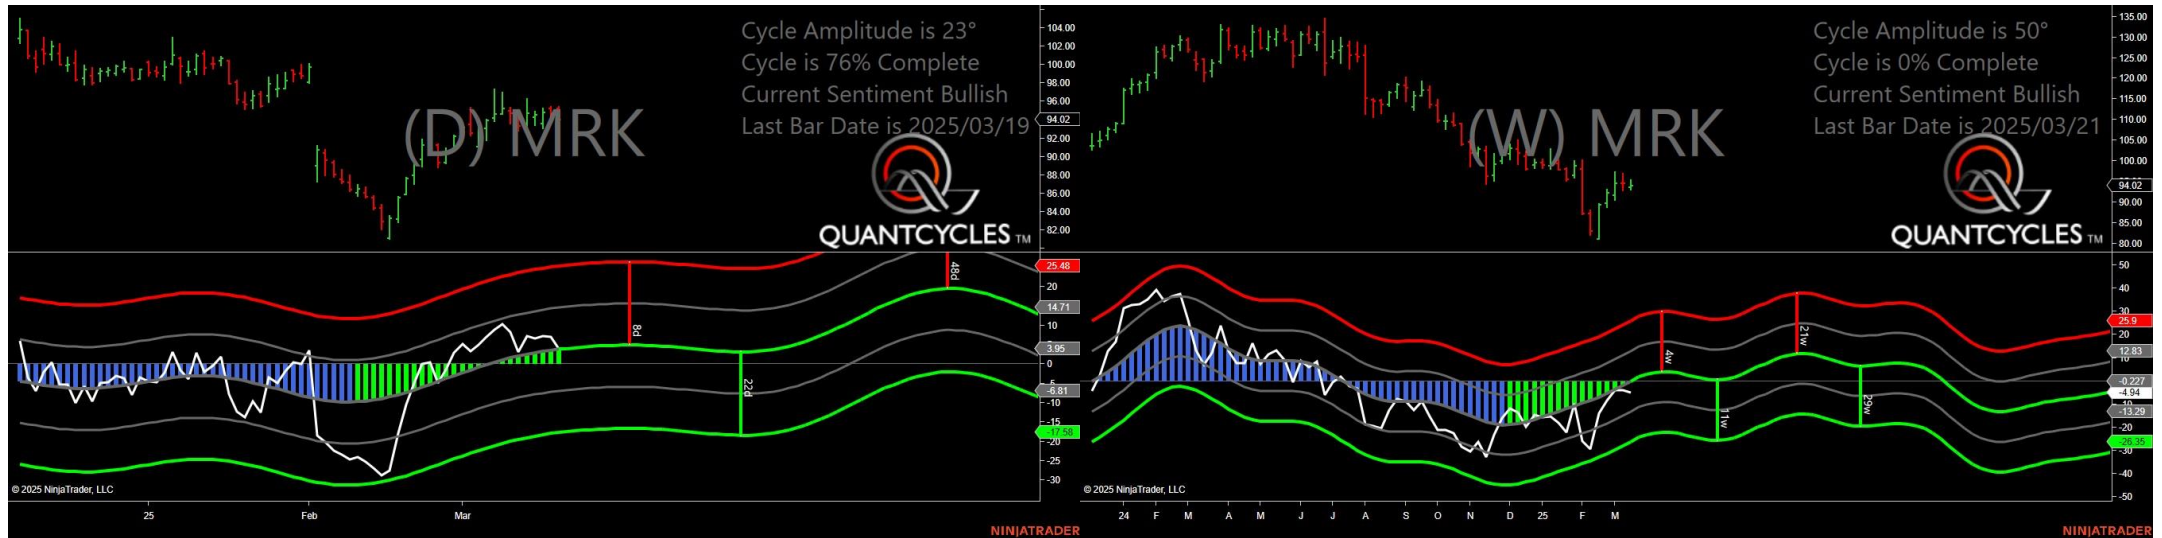 Cycle Amplitude is 23°
Cycle is 76% Complete
Current Sentiment Bullish
Last Bar Date is 2025/03/19
(D) MRK
QUANTCYCLES TM
104.00
102.00
100.00
98.00
96.00
94.02
92.00
90.00
88.00
86.00
84.00
82.00
25.48
20
14.71
10
3.95
0
-6.81
-10
-15
-17.58
-20
-25
-30
8d
22d
48d
© 2025 NinjaTrader, LLC
25
Feb
Mar
NINJATRADER
Cycle Amplitude is 50°
Cycle is 0% Complete
Current Sentiment Bullish
Last Bar Date is 2025/03/21
(W) MRK
QUANTCYCLES TM
135.00
130.00
125.00
120.00
115.00
110.00
105.00
100.00
94.02
90.00
85.00
80.00
50
40
30
25.9
20
12.83
-0.227
-4.94
-13.29
-20
-26.35
-30
-40
-50
4w
11w
21w
29w
© 2025 NinjaTrader, LLC
24
F
M
A
M
J
J
A
S
O
N
D
25
F
M
NINJATRADER